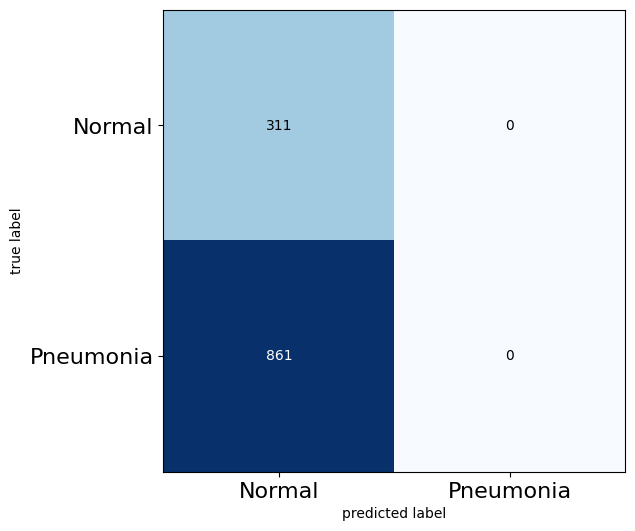 Normal
311
0
true label
Pneumonia
861
0
Normal
Pneumonia
predicted label